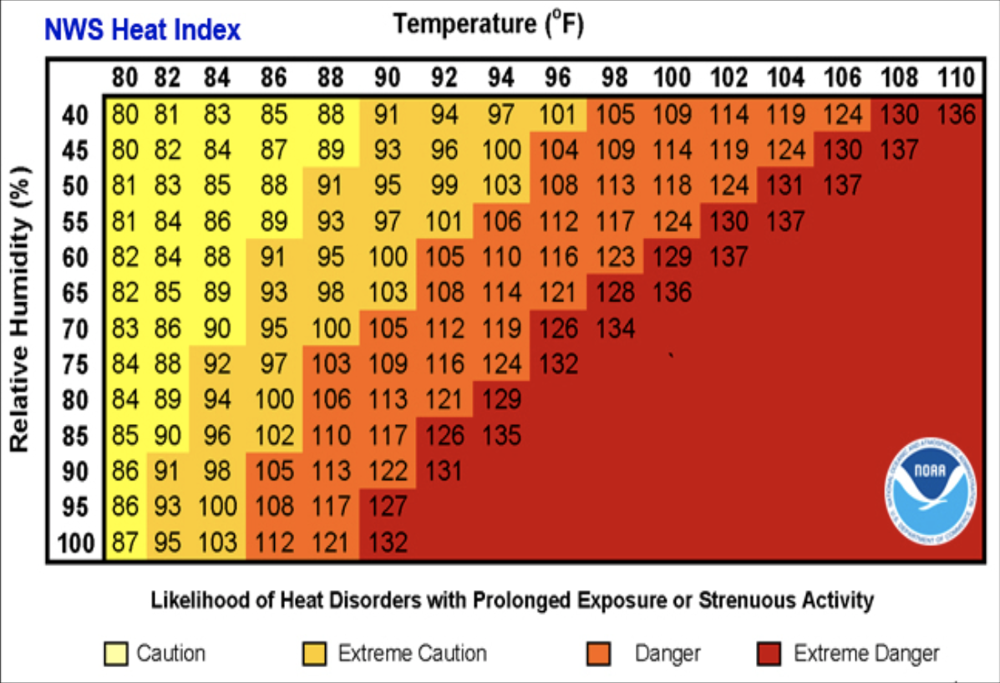 NWS Heat Index
Temperature (°F)
80 82 84 86 88 90 92 94 96 98 100 102 104 106 108 110
Relative Humidity (%)
40 80 81 83 85 88 91 94 97 101 105 109 114 119 124 130 136
45 80 82 84 87 89 93 96 100 104 109 114 119 124 130 137
50 81 83 85 88 91 95 99 103 108 113 118 124 131 137
55 81 84 86 89 93 97 101 106 112 117 124 130 137
60 82 84 88 91 95 100 105 110 116 123 129 137
65 82 85 89 93 98 103 108 114 121 128 136
70 83 86 90 95 100 105 112 119 126 134
75 84 88 92 97 103 109 116 124 132
80 84 89 94 100 106 113 121 129
85 85 90 96 102 110 117 126 135
90 86 91 98 105 113 122 131
95 86 93 100 108 117 127
100 87 95 103 112 121 132
NATIONAL OCEANIC AND ATMOSPHERIC ADMINISTRATION
NOAA
U.S. DEPARTMENT OF COMMERCE
Likelihood of Heat Disorders with Prolonged Exposure or Strenuous Activity
Caution Extreme Caution Danger Extreme Danger